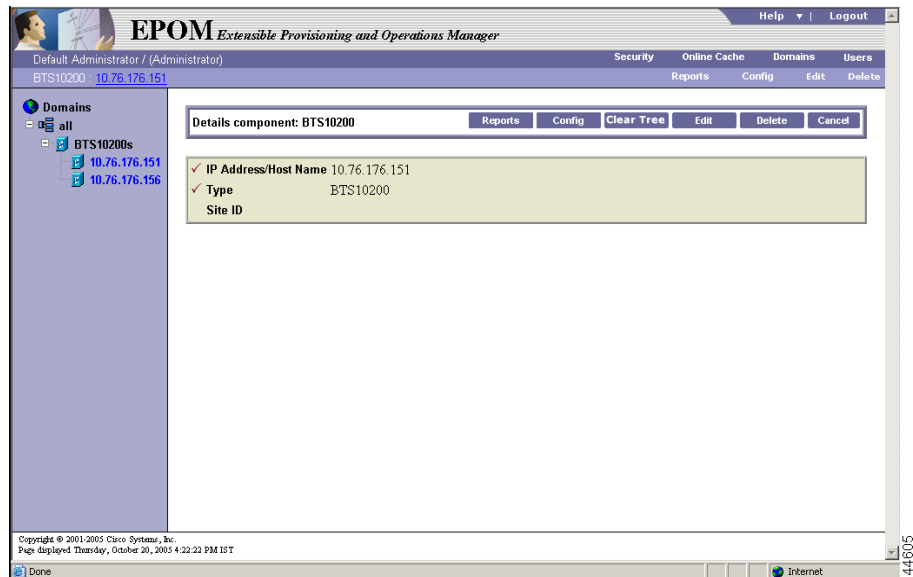 Help ▼ | Logout
EPOM Extensible Provisioning and Operations Manager
Default Administrator / (Administrator)
Security Online Cache Domains Users
BTS10200 : 10.76.176.151
Reports Config Edit Delete
Domains
all
BTS10200s
10.76.176.151
10.76.176.156
Details component: BTS10200
Reports Config Clear Tree Edit Delete Cancel
✓ IP Address/Host Name 10.76.176.151
✓ Type BTS10200
Site ID
Copyright © 2001-2005 Cisco Systems, Inc.
Page displayed Thursday, October 20, 2005 4:22:22 PM IST
Done
Internet
44605